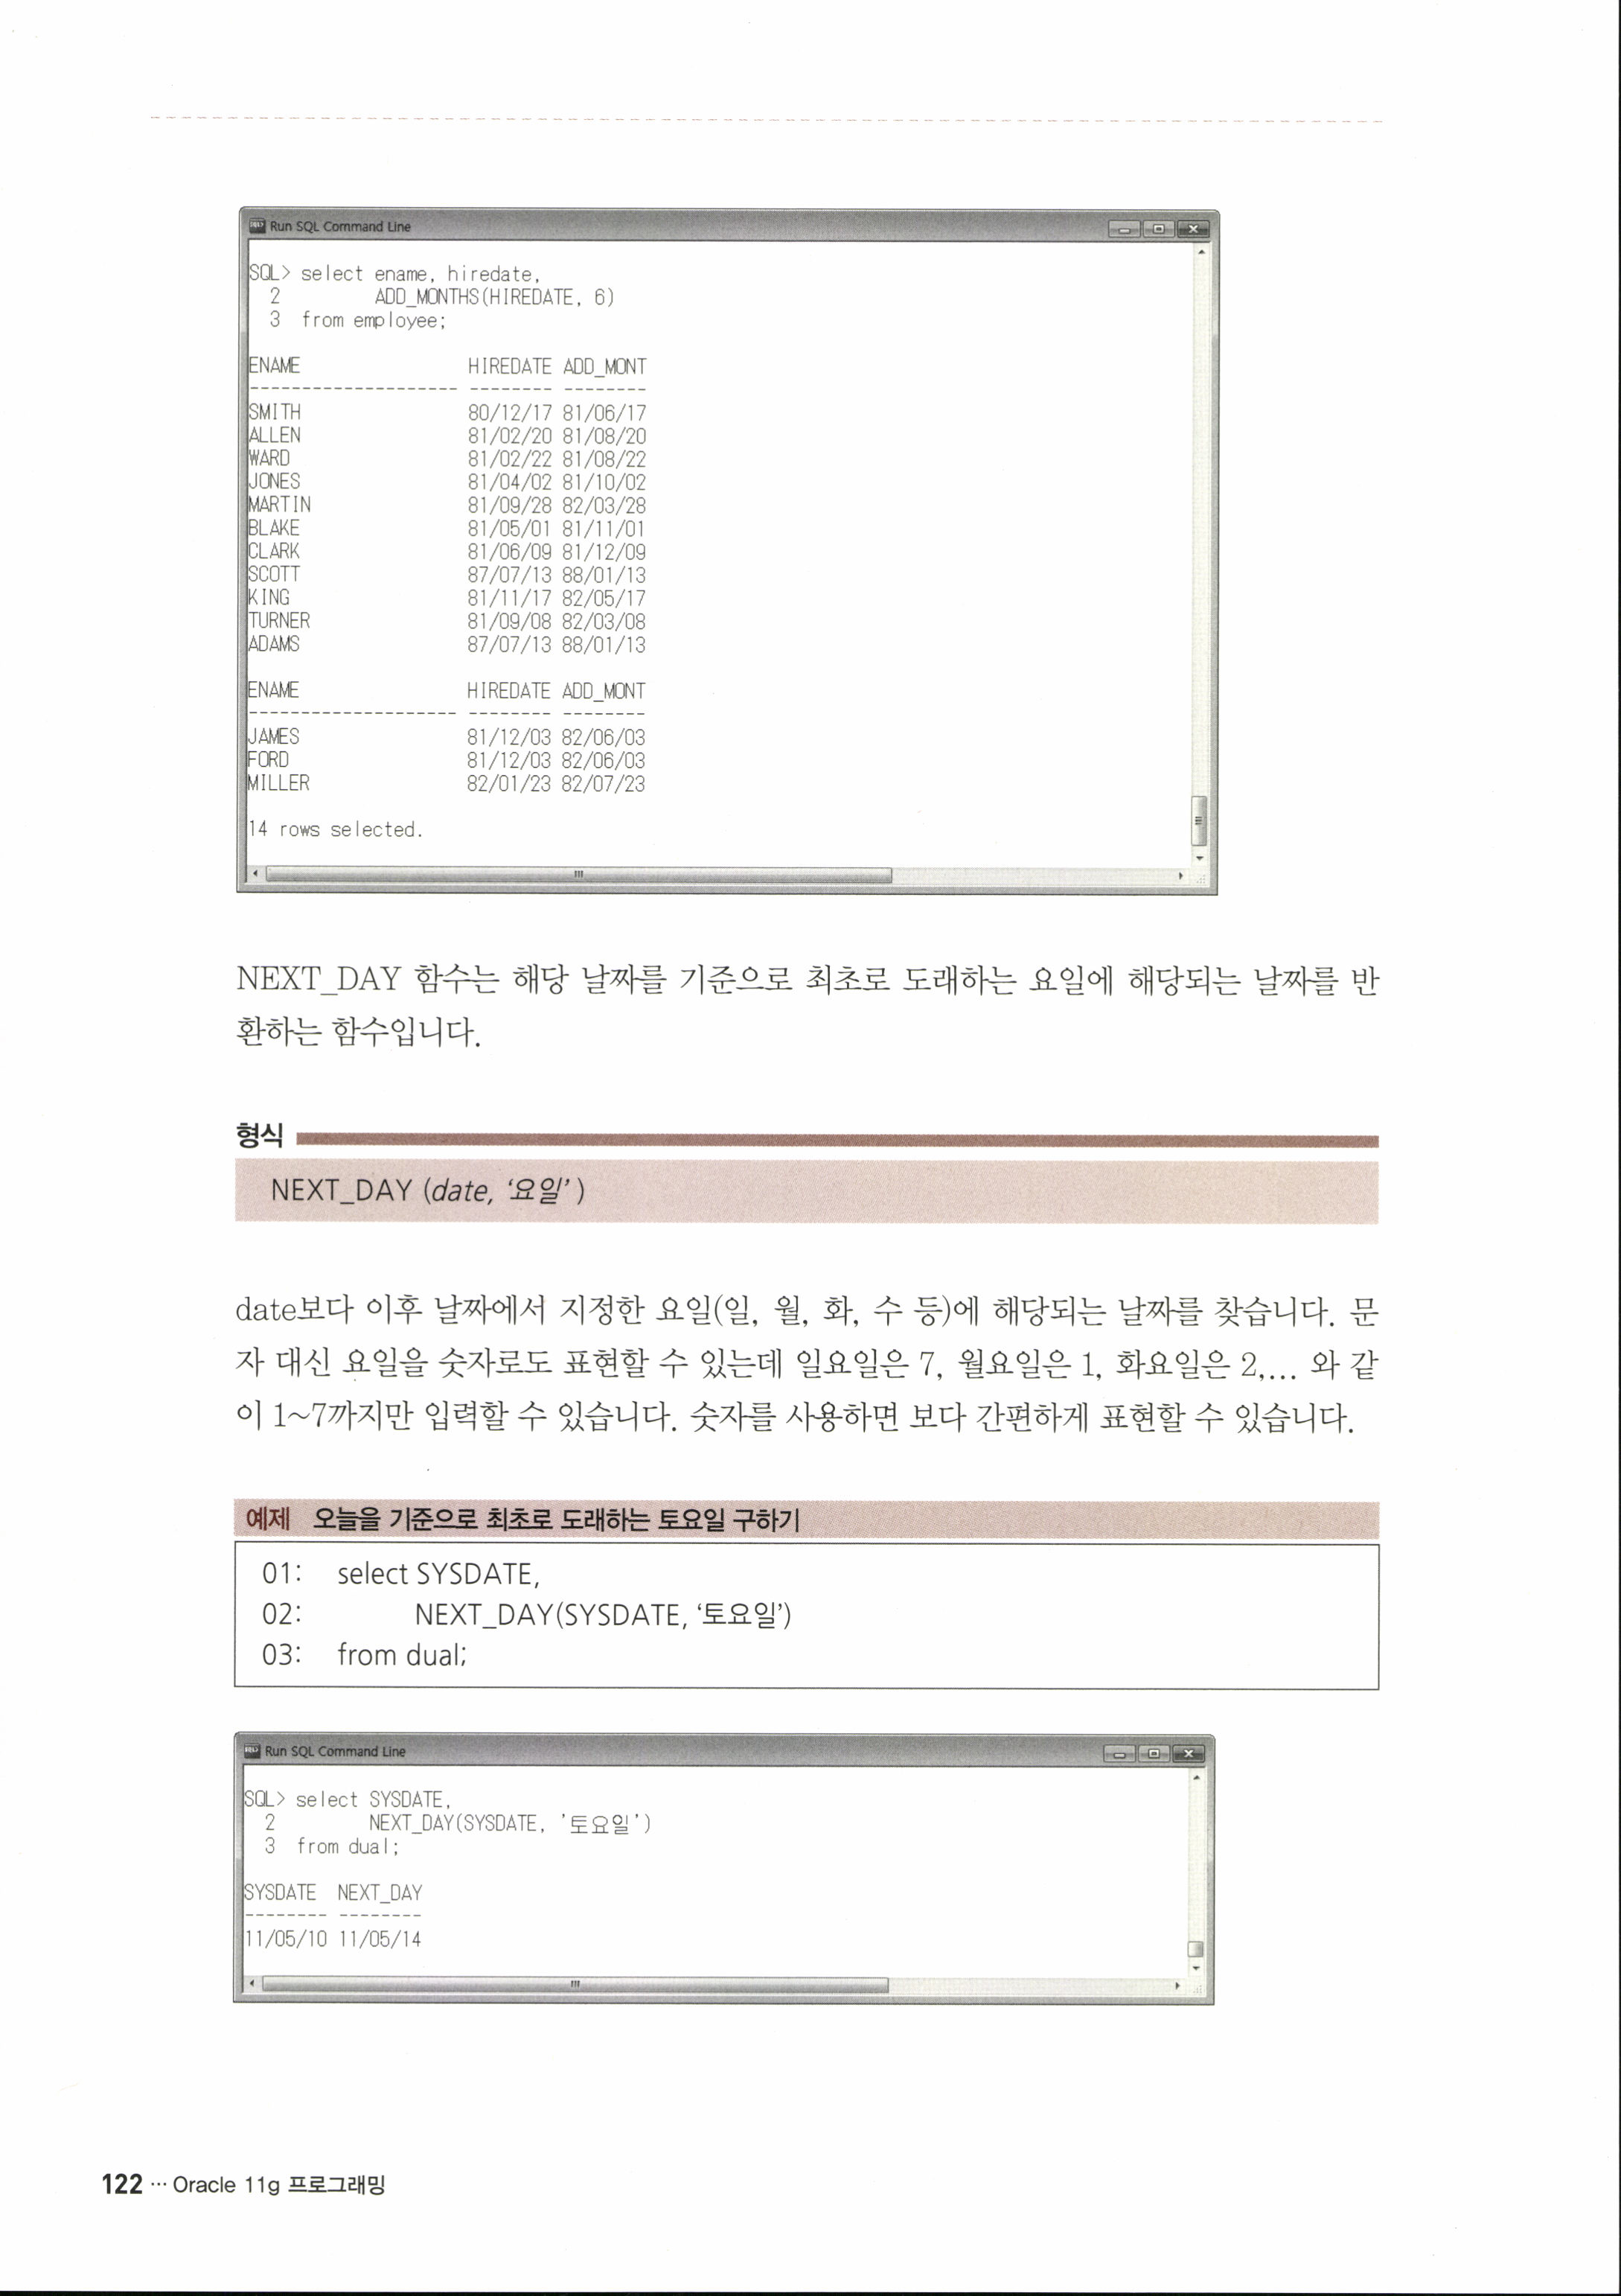 Run SQL Command Line
SQL> select ename, hiredate,
2 ADD_MONTHS(HIREDATE, 6)
3 from employee;
ENAME HIREDATE ADD_MONT
-------------------- -------- --------
SMITH 80/12/17 81/06/17
ALLEN 81/02/20 81/08/20
WARD 81/02/22 81/08/22
JONES 81/04/02 81/10/02
MARTIN 81/09/28 82/03/28
BLAKE 81/05/01 81/11/01
CLARK 81/06/09 81/12/09
SCOTT 87/07/13 88/01/13
KING 81/11/17 82/05/17
TURNER 81/09/08 82/03/08
ADAMS 87/07/13 88/01/13
ENAME HIREDATE ADD_MONT
-------------------- -------- --------
JAMES 81/12/03 82/06/03
FORD 81/12/03 82/06/03
MILLER 82/01/23 82/07/23
14 rows selected.
NEXT_DAY 함수는 해당 날짜를 기준으로 최초로 도래하는 요일에 해당되는 날짜를 반
환하는 함수입니다.
형식
NEXT_DAY (date, ‘요일’)
date보다 이후 날짜에서 지정한 요일(일, 월, 화, 수 등)에 해당되는 날짜를 찾습니다. 문
자 대신 요일을 숫자로도 표현할 수 있는데 일요일은 7, 월요일은 1, 화요일은 2,... 와 같
이 1~7까지만 입력할 수 있습니다. 숫자를 사용하면 보다 간편하게 표현할 수 있습니다.
예제 오늘을 기준으로 최초로 도래하는 토요일 구하기
01: select SYSDATE,
02: NEXT_DAY(SYSDATE, ‘토요일’)
03: from dual;
Run SQL Command Line
SQL> select SYSDATE,
2 NEXT_DAY(SYSDATE, '토요일')
3 from dual;
SYSDATE NEXT_DAY
-------- --------
11/05/10 11/05/14
122 ··· Oracle 11g 프로그래밍